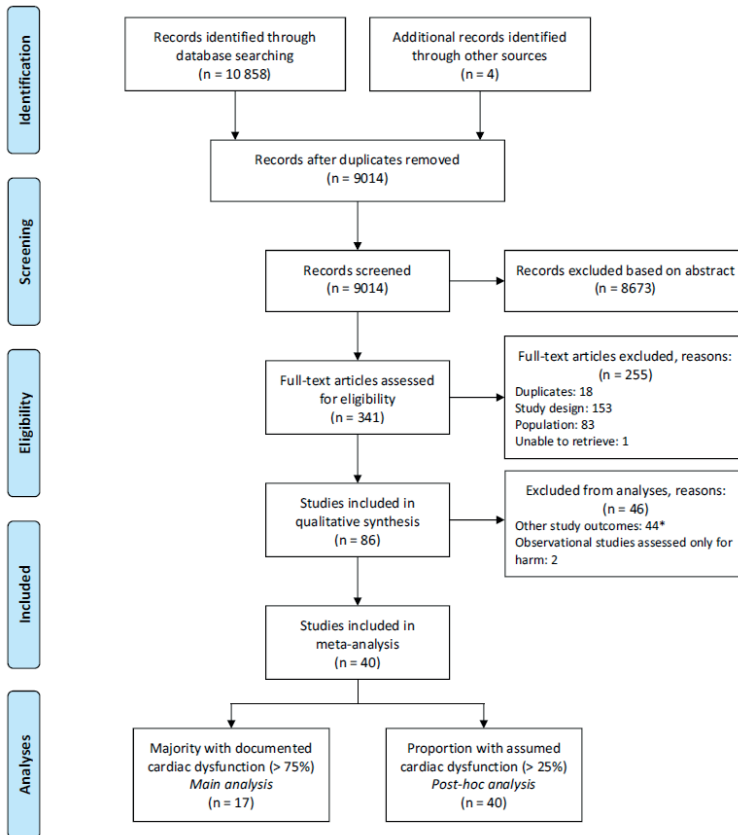 Identification
Records identified through
database searching
(n = 10 858)
Additional records identified
through other sources
(n = 4)
Records after duplicates removed
(n = 9014)
Screening
Records screened
(n = 9014)
Records excluded based on abstract
(n = 8673)
Eligibility
Full-text articles assessed
for eligibility
(n = 341)
Full-text articles excluded, reasons:
(n = 255)
Duplicates: 18
Study design: 153
Population: 83
Unable to retrieve: 1
Studies included in
qualitative synthesis
(n = 86)
Excluded from analyses, reasons:
(n = 46)
Other study outcomes: 44*
Observational studies assessed only for
harm: 2
Included
Studies included in
meta-analysis
(n = 40)
Analyses
Majority with documented
cardiac dysfunction (> 75%)
Main analysis
(n = 17)
Proportion with assumed
cardiac dysfunction (> 25%)
Post-hoc analysis
(n = 40)